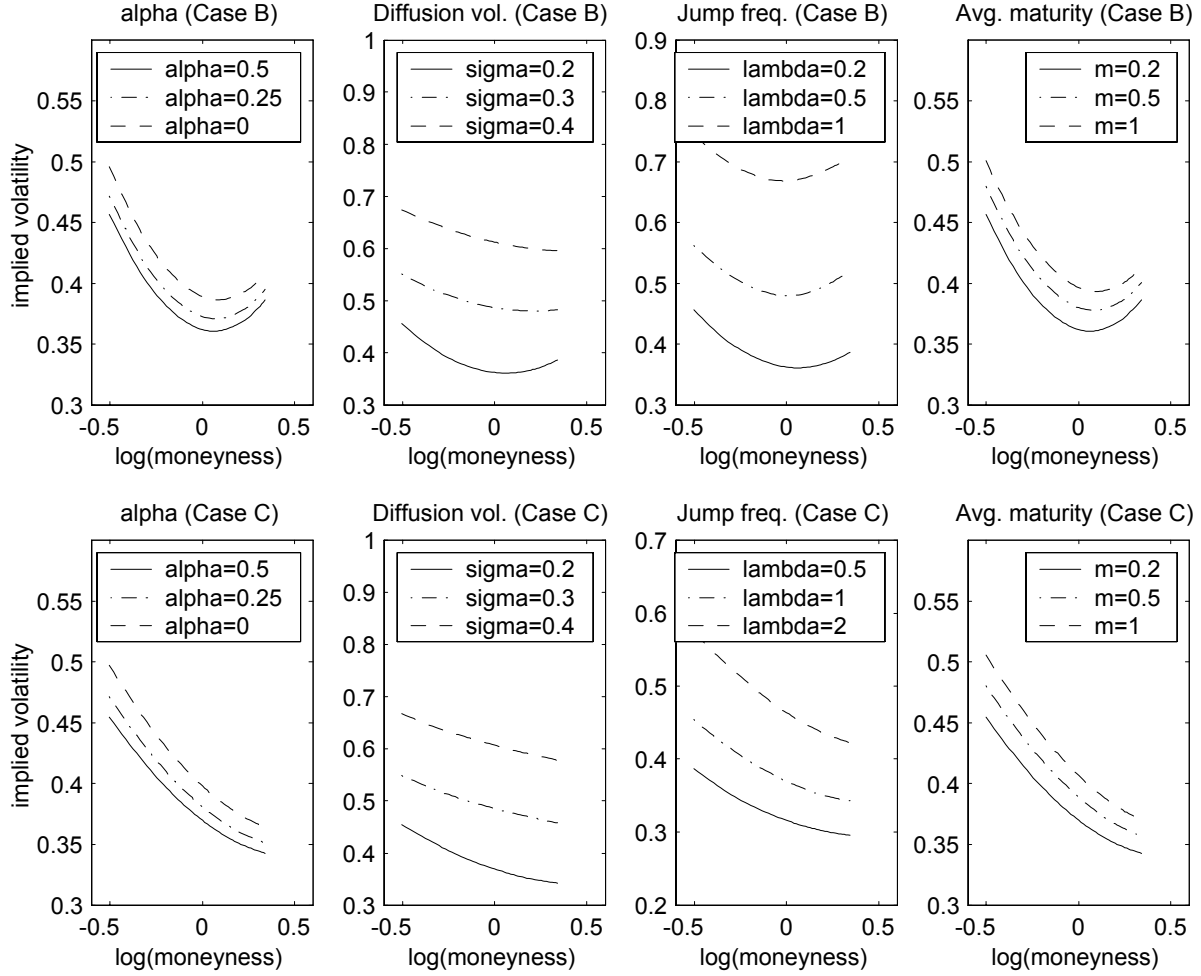 alpha (Case B)
Diffusion vol. (Case B)
Jump freq. (Case B)
Avg. maturity (Case B)
implied volatility
0.55
0.5
0.45
0.4
0.35
0.3
alpha=0.5
alpha=0.25
alpha=0
-0.5 0 0.5
log(moneyness)
1
0.9
0.8
0.7
0.6
0.5
0.4
0.3
sigma=0.2
sigma=0.3
sigma=0.4
-0.5 0 0.5
log(moneyness)
0.9
0.8
0.7
0.6
0.5
0.4
0.3
lambda=0.2
lambda=0.5
lambda=1
-0.5 0 0.5
log(moneyness)
0.55
0.5
0.45
0.4
0.35
0.3
m=0.2
m=0.5
m=1
-0.5 0 0.5
log(moneyness)
alpha (Case C)
Diffusion vol. (Case C)
Jump freq. (Case C)
Avg. maturity (Case C)
implied volatility
0.55
0.5
0.45
0.4
0.35
0.3
alpha=0.5
alpha=0.25
alpha=0
-0.5 0 0.5
log(moneyness)
1
0.9
0.8
0.7
0.6
0.5
0.4
0.3
sigma=0.2
sigma=0.3
sigma=0.4
-0.5 0 0.5
log(moneyness)
0.7
0.6
0.5
0.4
0.3
0.2
lambda=0.5
lambda=1
lambda=2
-0.5 0 0.5
log(moneyness)
0.55
0.5
0.45
0.4
0.35
0.3
m=0.2
m=0.5
m=1
-0.5 0 0.5
log(moneyness)